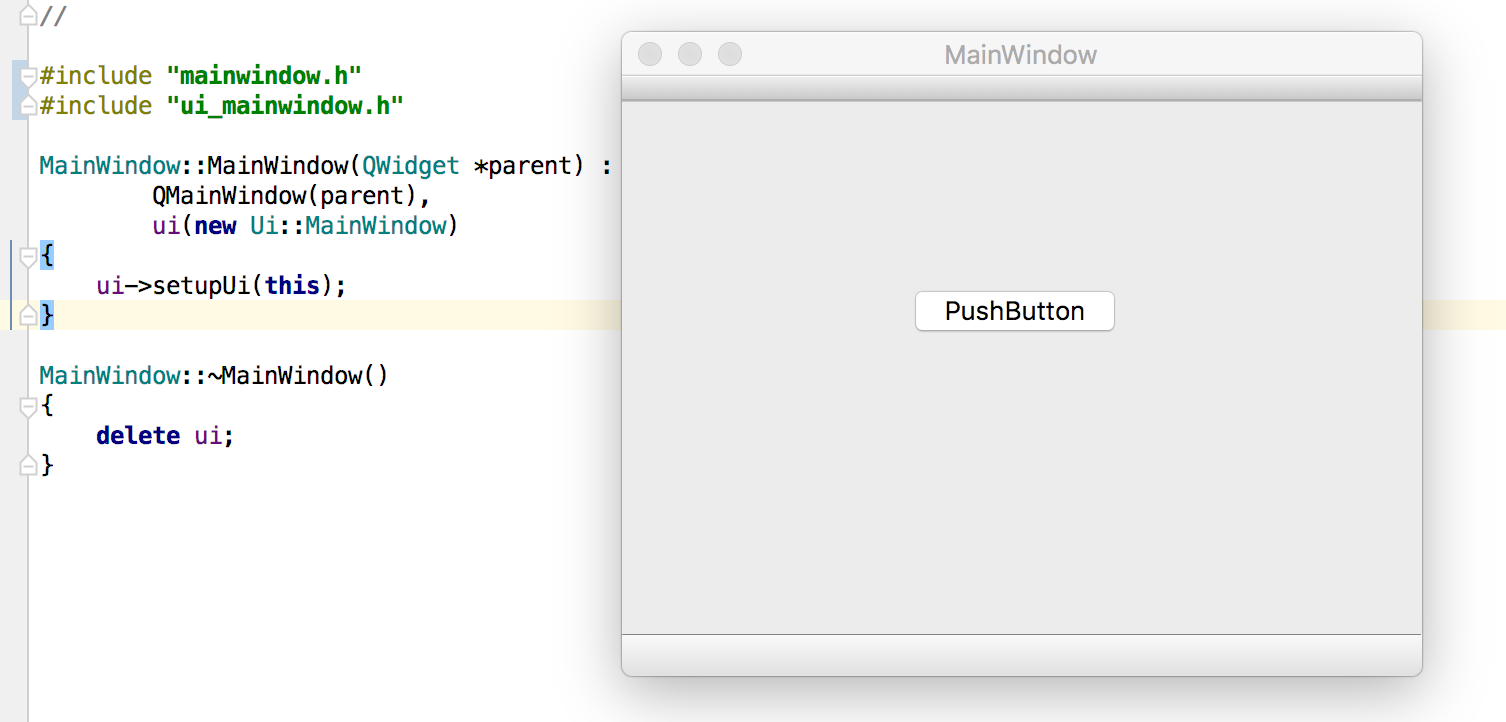 //
#include "mainwindow.h"
#include "ui_mainwindow.h"
MainWindow::MainWindow(QWidget *parent) :
        QMainWindow(parent),
        ui(new Ui::MainWindow)
{
    ui->setupUi(this);
}
MainWindow::~MainWindow()
{
    delete ui;
}
MainWindow
PushButton